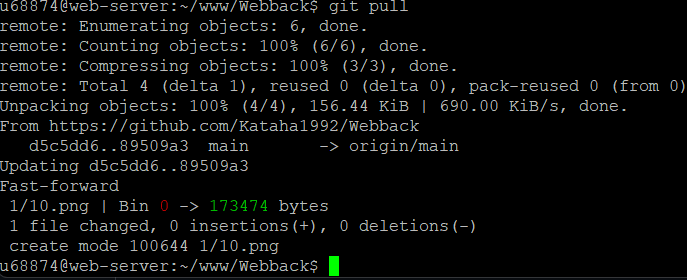 u68874@web-server:~/www/Webback$ git pull
remote: Enumerating objects: 6, done.
remote: Counting objects: 100% (6/6), done.
remote: Compressing objects: 100% (3/3), done.
remote: Total 4 (delta 1), reused 0 (delta 0), pack-reused 0 (from 0)
Unpacking objects: 100% (4/4), 156.44 KiB | 690.00 KiB/s, done.
From https://github.com/Kataha1992/Webback
   d5c5dd6..89509a3  main       -> origin/main
Updating d5c5dd6..89509a3
Fast-forward
 1/10.png | Bin 0 -> 173474 bytes
 1 file changed, 0 insertions(+), 0 deletions(-)
 create mode 100644 1/10.png
u68874@web-server:~/www/Webback$